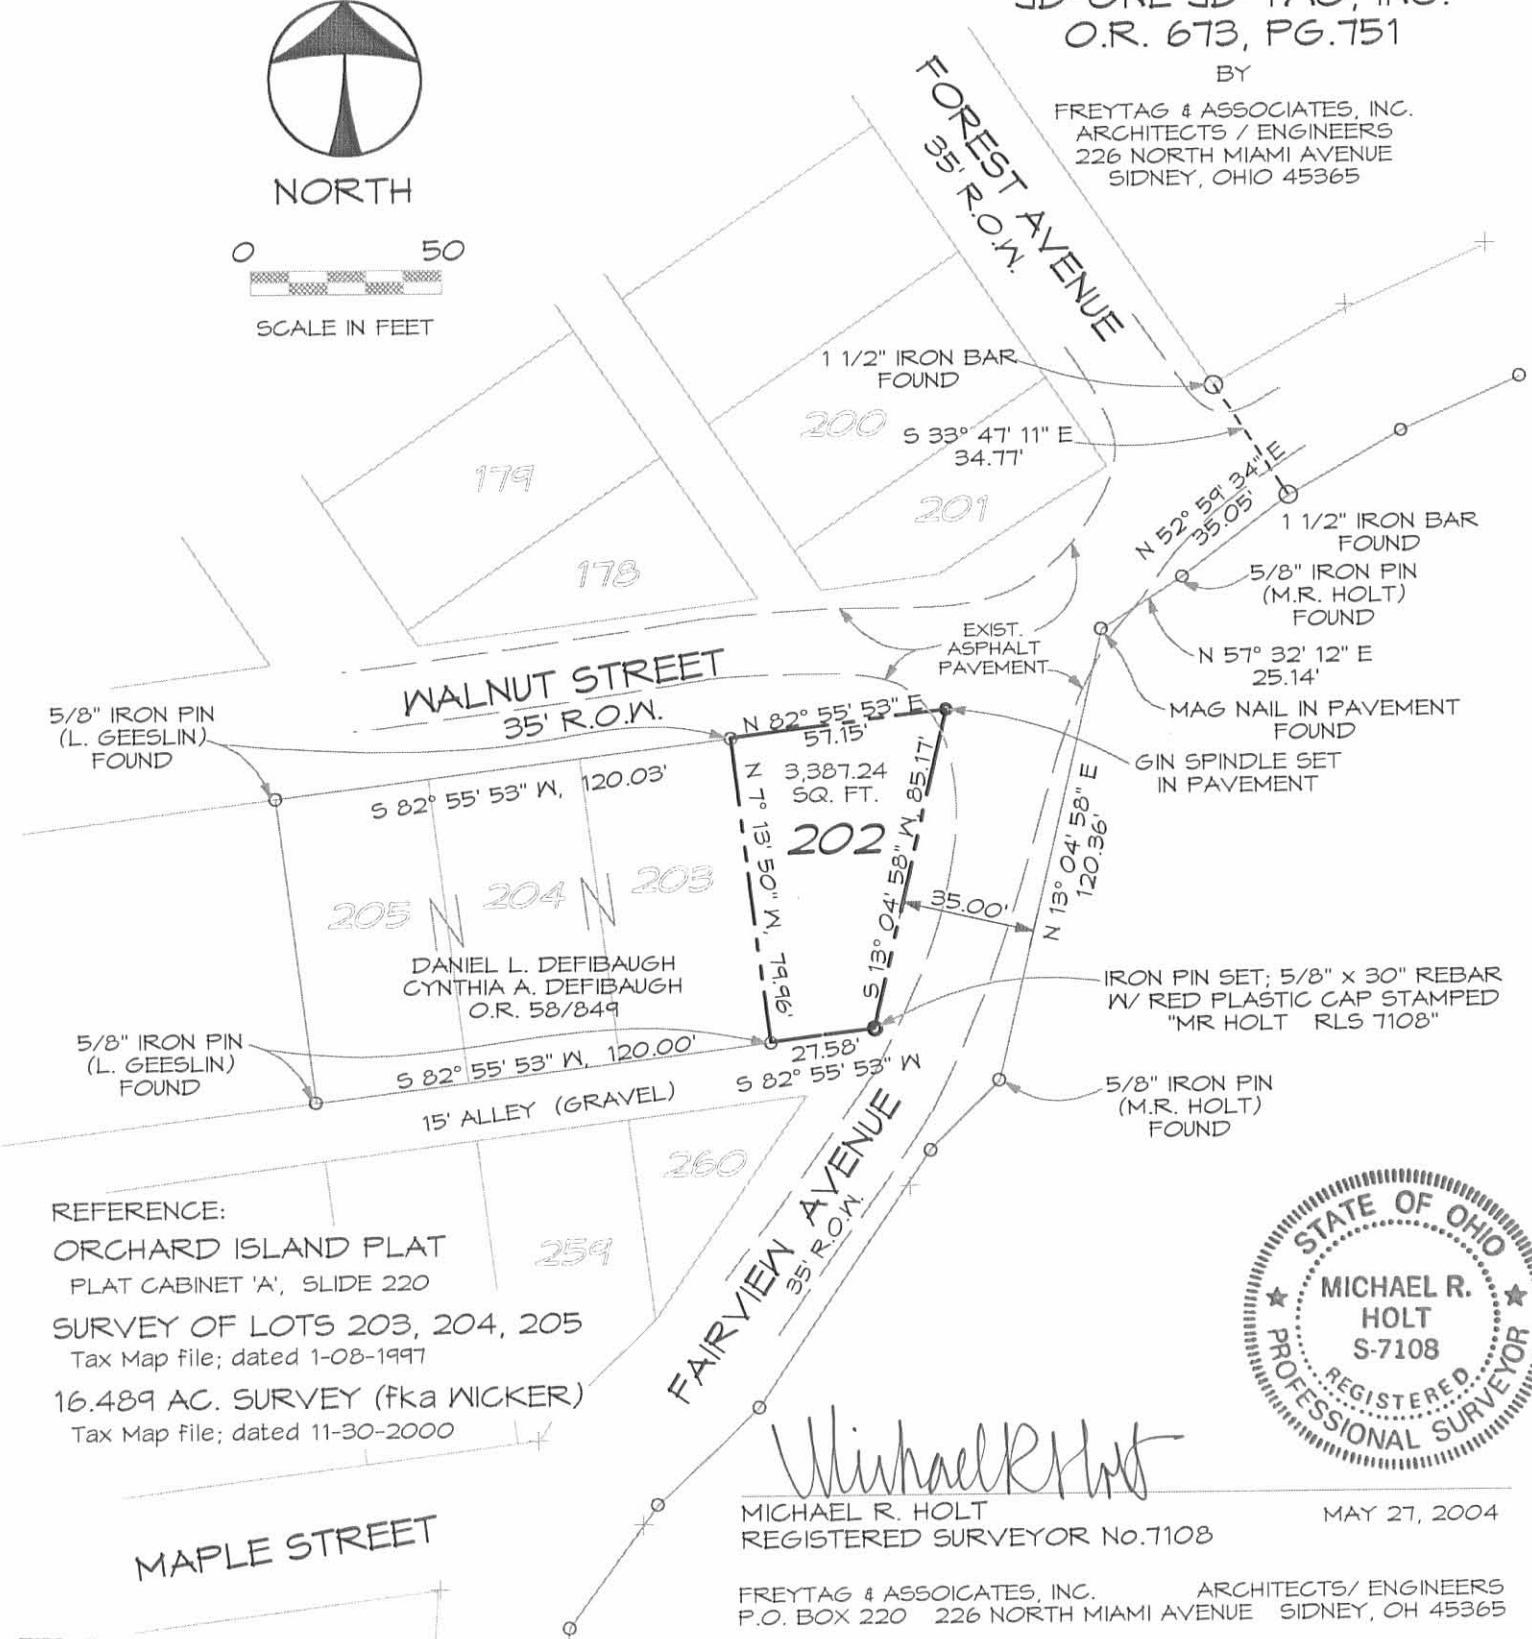 O.R. 673, PG.751
BY
FREYTAG & ASSOCIATES, INC.
ARCHITECTS / ENGINEERS
226 NORTH MIAMI AVENUE
SIDNEY, OHIO 45365
NORTH
0 50
SCALE IN FEET
FOREST AVENUE
35' R.O.W.
1 1/2" IRON BAR
FOUND
200
S 33° 47' 11" E
34.77'
179
201
178
N 52° 59' 34" E
35.05'
1 1/2" IRON BAR
FOUND
5/8" IRON PIN
(M.R. HOLT)
FOUND
EXIST.
ASPHALT
PAVEMENT
N 57° 32' 12" E
25.14'
MAG NAIL IN PAVEMENT
FOUND
WALNUT STREET
35' R.O.W.
5/8" IRON PIN
(L. GEESLIN)
FOUND
N 82° 55' 53" E
57.15'
GIN SPINDLE SET
IN PAVEMENT
S 82° 55' 53" W, 120.03'
3,387.24
SQ. FT.
202
N 7° 13' 50" W, 79.96'
S 13° 04' 58" W, 85.17'
N 13° 04' 58" E
120.36'
35.00'
205 N 204 N 203
DANIEL L. DEFIBAUGH
CYNTHIA A. DEFIBAUGH
O.R. 58/849
IRON PIN SET; 5/8" x 30" REBAR
W/ RED PLASTIC CAP STAMPED
"MR HOLT RLS 7108"
5/8" IRON PIN
(L. GEESLIN)
FOUND
S 82° 55' 53" W, 120.00'
27.58'
S 82° 55' 53" W
15' ALLEY (GRAVEL)
5/8" IRON PIN
(M.R. HOLT)
FOUND
260
259
FAIRVIEW AVENUE
35' R.O.W.
REFERENCE:
ORCHARD ISLAND PLAT
PLAT CABINET 'A', SLIDE 220
SURVEY OF LOTS 203, 204, 205
Tax Map file; dated 1-08-1997
16.489 AC. SURVEY (fka WICKER)
Tax Map file; dated 11-30-2000
MAPLE STREET
STATE OF OHIO
MICHAEL R.
HOLT
S-7108
REGISTERED
PROFESSIONAL SURVEYOR
Michael R Holt
MICHAEL R. HOLT MAY 27, 2004
REGISTERED SURVEYOR No.7108
FREYTAG & ASSOICATES, INC. ARCHITECTS/ ENGINEERS
P.O. BOX 220 226 NORTH MIAMI AVENUE SIDNEY, OH 45365